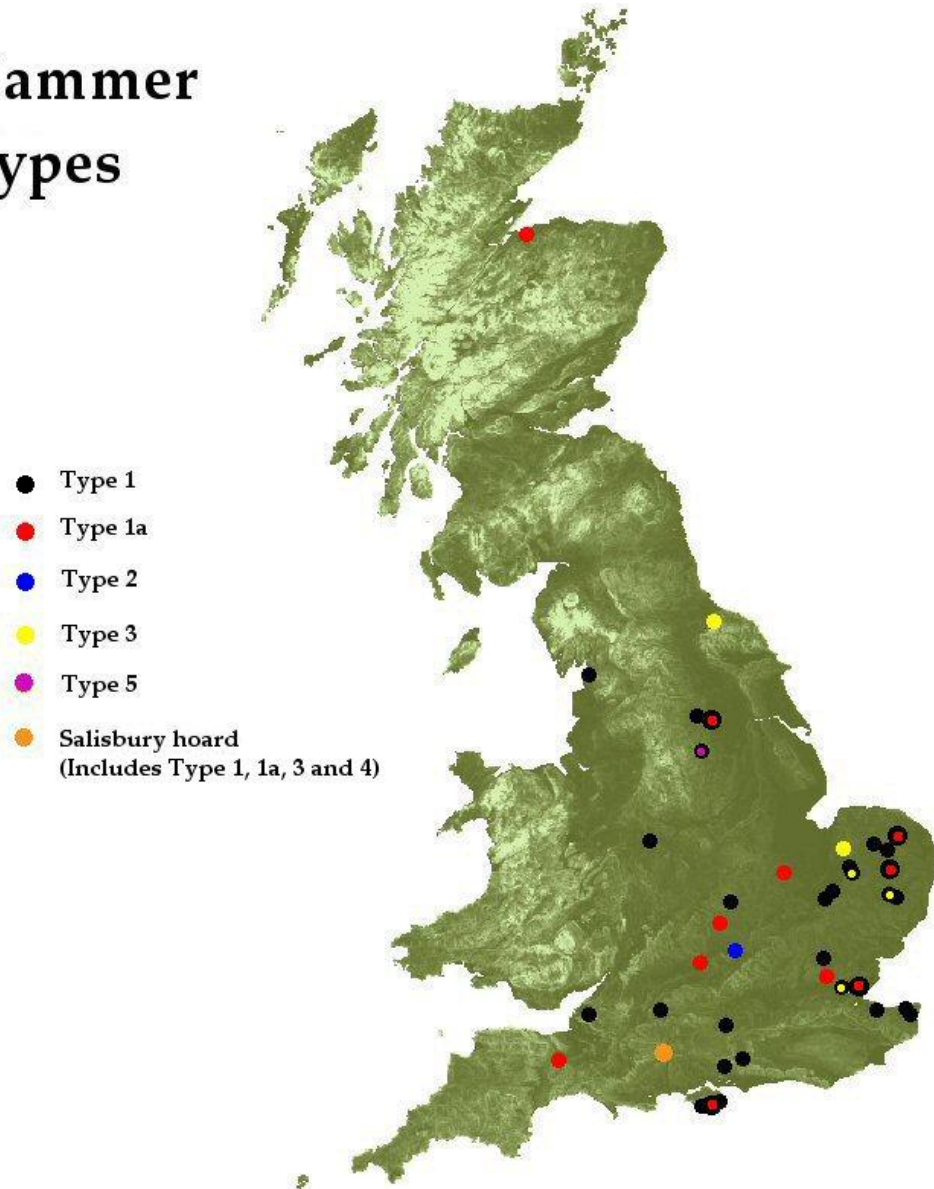 ammer
ypes
Type 1
Type 1a
Type 2
Type 3
Type 5
Salisbury hoard
(Includes Type 1, 1a, 3 and 4)